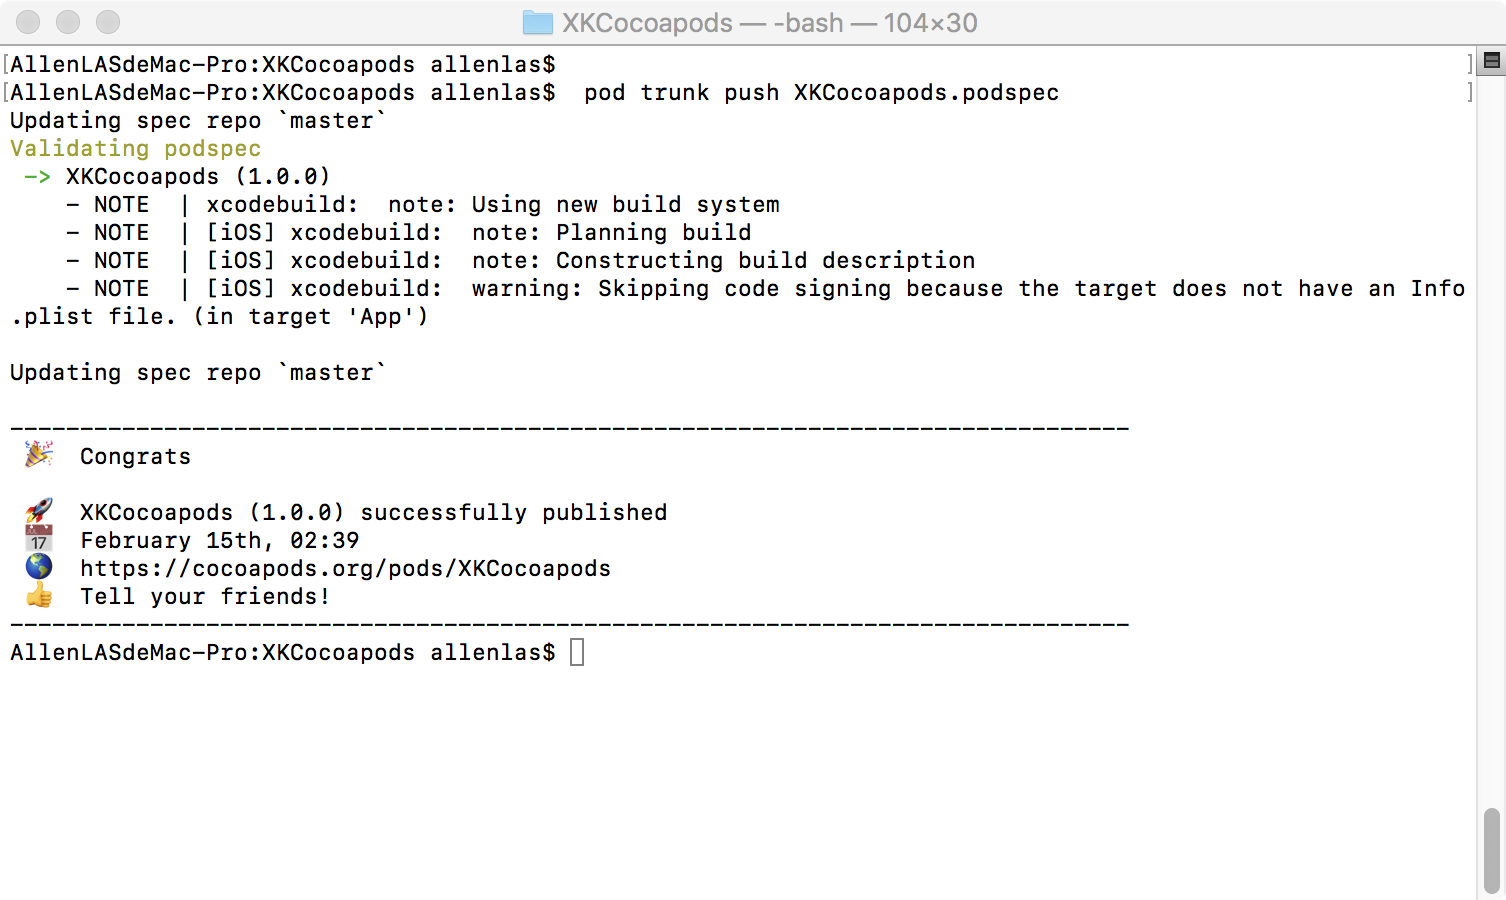 XKCocoapods — -bash — 104×30
[AllenLASdeMac-Pro:XKCocoapods allenlas$ ]
[AllenLASdeMac-Pro:XKCocoapods allenlas$  pod trunk push XKCocoapods.podspec ]
Updating spec repo `master`
Validating podspec
 -> XKCocoapods (1.0.0)
    - NOTE  | xcodebuild:  note: Using new build system
    - NOTE  | [iOS] xcodebuild:  note: Planning build
    - NOTE  | [iOS] xcodebuild:  note: Constructing build description
    - NOTE  | [iOS] xcodebuild:  warning: Skipping code signing because the target does not have an Info
.plist file. (in target 'App')
Updating spec repo `master`
--------------------------------------------------------------------------------
 🎉  Congrats
 🚀  XKCocoapods (1.0.0) successfully published
 📅  February 15th, 02:39
 🌎  https://cocoapods.org/pods/XKCocoapods
 👍  Tell your friends!
--------------------------------------------------------------------------------
AllenLASdeMac-Pro:XKCocoapods allenlas$